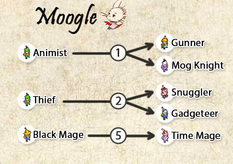 Moogle
Animist 1 Gunner
Mog Knight
Thief 2 Snuggler
Gadgeteer
Black Mage 5 Time Mage